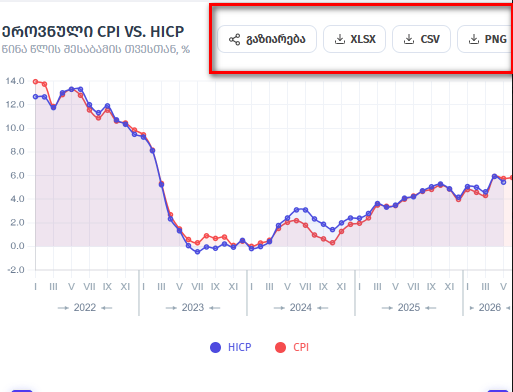 ეროვნული CPI VS. HICP
წინა წლის შესაბამის თვესთან, %
გაზიარება XLSX CSV PNG
14.0
12.0
10.0
8.0
6.0
4.0
2.0
0.0
-2.0
I III V VII IX XI I III V VII IX XI I III V VII IX XI I III V VII IX XI I III V
2022 2023 2024 2025 2026
HICP CPI